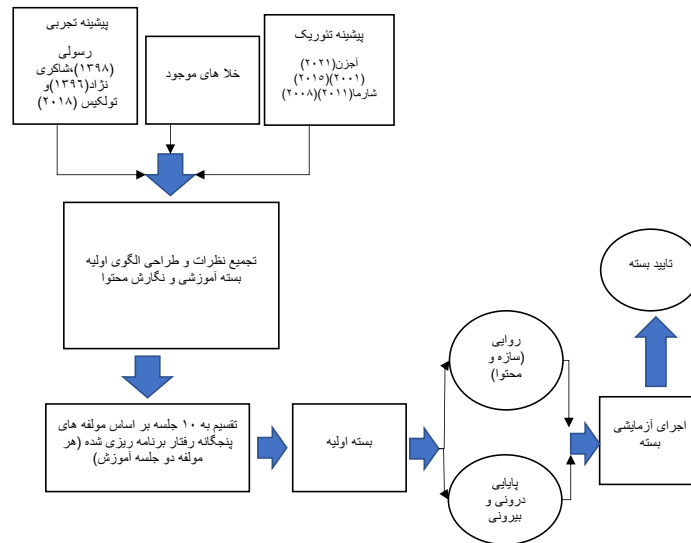 پیشینه تجربی
رسولی
(۱۳۹۸)،شاکری
نژاد(۱۳۹۶)و
تولکیس (۲۰۱۸)
خلا های موجود
پیشینه تئوریک
آجزن(۲۰۲۱)
(۲۰۰۱)(۲۰۱۵)
شارما(۲۰۱۱)(۲۰۰۸)
تجمیع نظرات و طراحی الگوی اولیه
بسته آموزشی و نگارش محتوا
تقسیم به ۱۰ جلسه بر اساس مولفه های
پنجگانه رفتار برنامه ریزی شده (هر
مولفه دو جلسه آموزش)
بسته اولیه
روایی
(سازه و
محتوا)
پایایی
درونی و
بیرونی
اجرای آزمایشی
بسته
تایید بسته